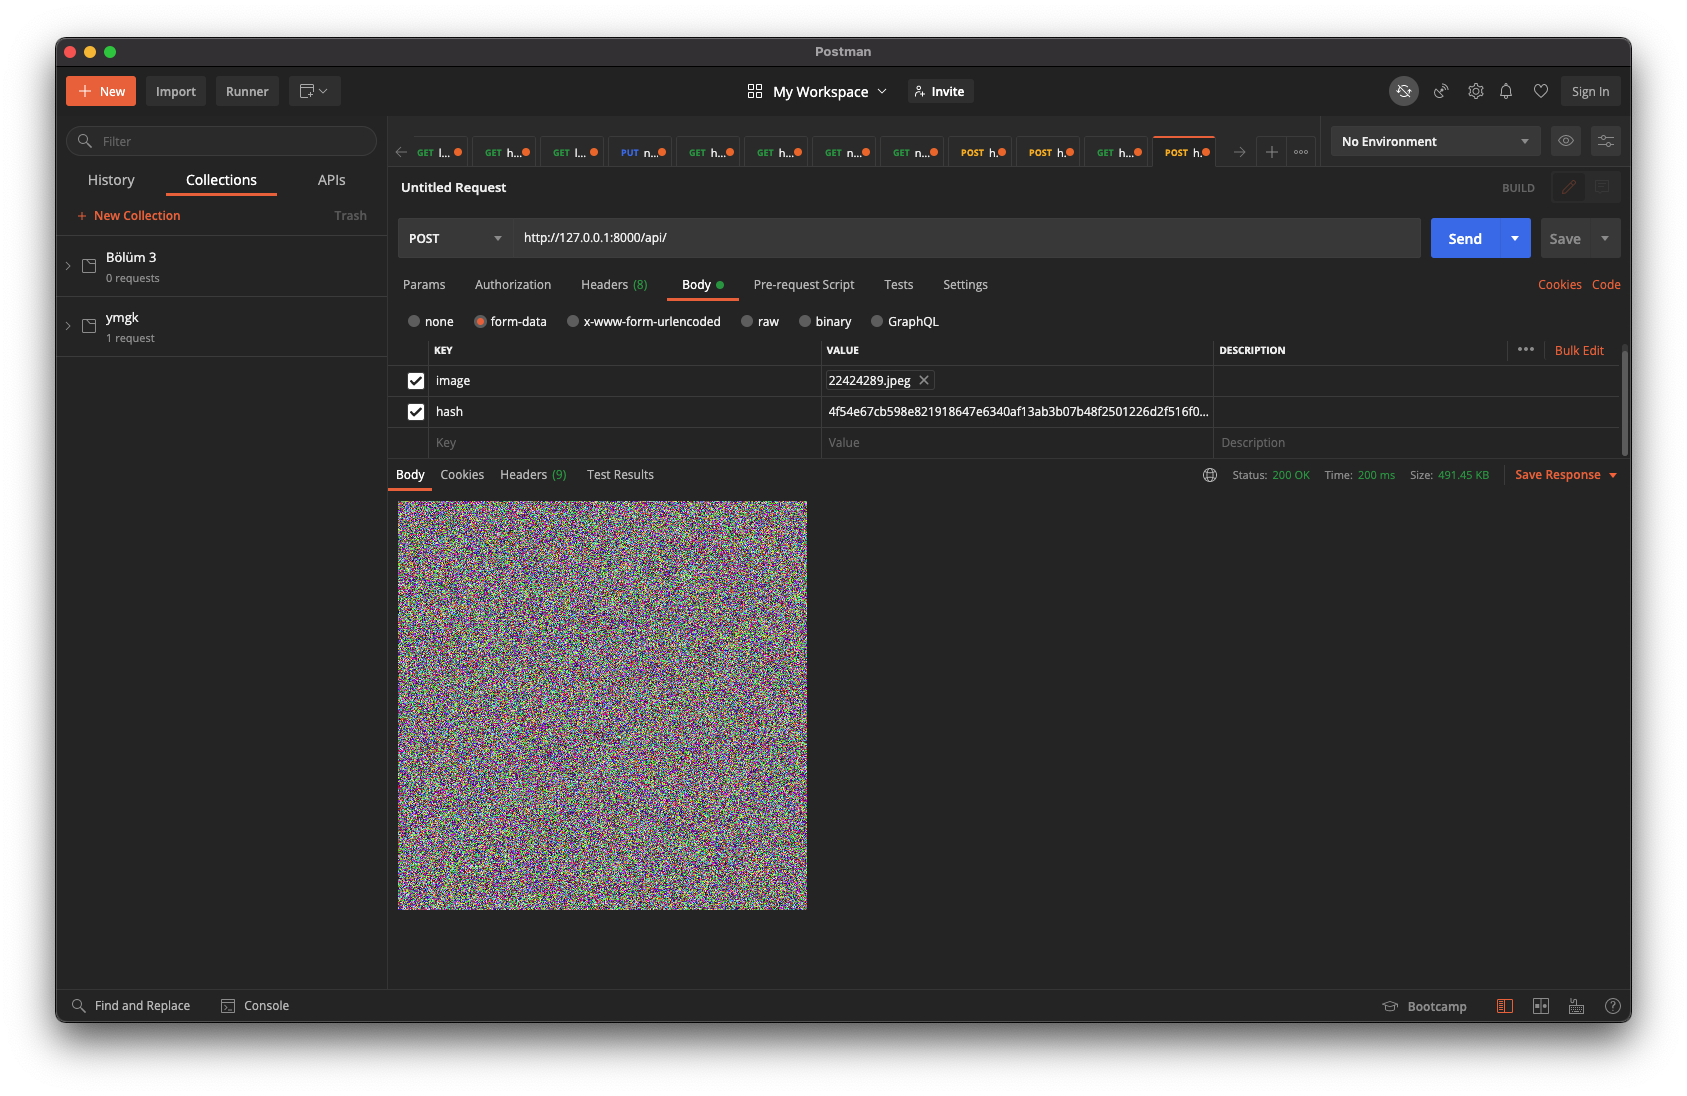 Postman
New Import Runner My Workspace Invite Sign In
Filter
History Collections APIs
+ New Collection Trash
Bölüm 3
0 requests
ymgk
1 request
GET l... GET h... GET l... PUT n... GET h... GET h... GET n... GET n... POST h. POST h. GET h... POST h.
No Environment
Untitled Request BUILD
POST http://127.0.0.1:8000/api/ Send Save
Params Authorization Headers (8) Body Pre-request Script Tests Settings Cookies Code
none form-data x-www-form-urlencoded raw binary GraphQL
KEY VALUE DESCRIPTION Bulk Edit
image 22424289.jpeg
hash 4f54e67cb598e821918647e6340af13ab3b07b48f2501226d2f516f0...
Key Value Description
Body Cookies Headers (9) Test Results Status: 200 OK Time: 200 ms Size: 491.45 KB Save Response
Find and Replace Console Bootcamp